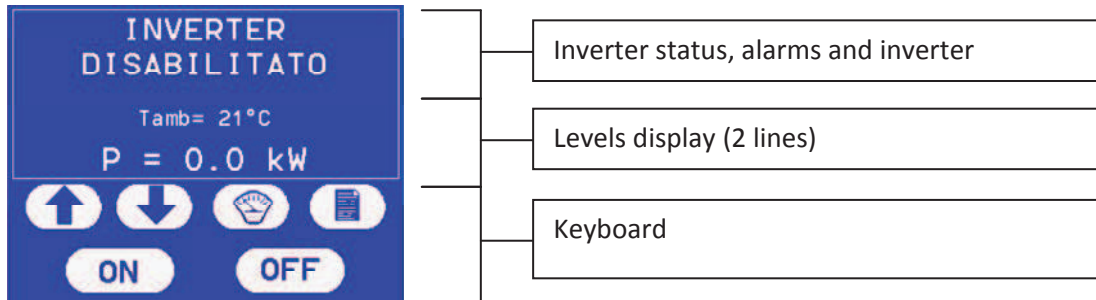 INVERTER
DISABILITATO
Tamb= 21°C
P = 0.0 kW
ON OFF
Inverter status, alarms and inverter
Levels display (2 lines)
Keyboard